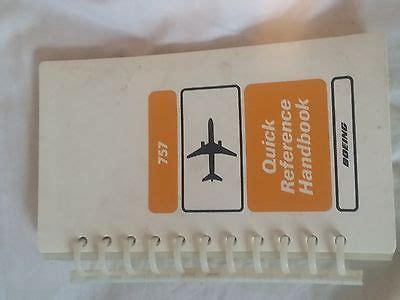 757
Quick
Reference
Handbook
BOEING